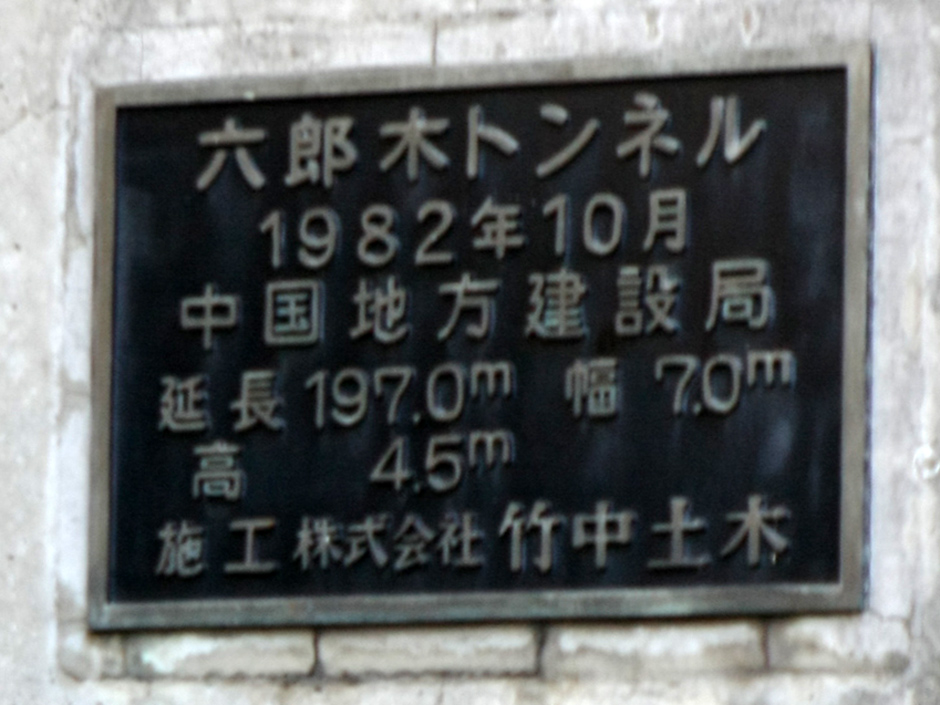 六郎木トンネル
1982年10月
中国地方建設局
延長197.0m 幅 7.0m
高 4.5m
施工 株式会社 竹中土木